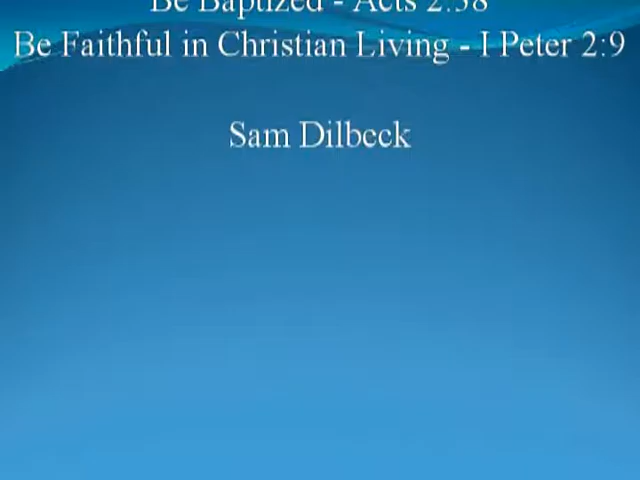 Be Baptized - Acts 2:38
Be Faithful in Christian Living - I Peter 2:9
Sam Dilbeck